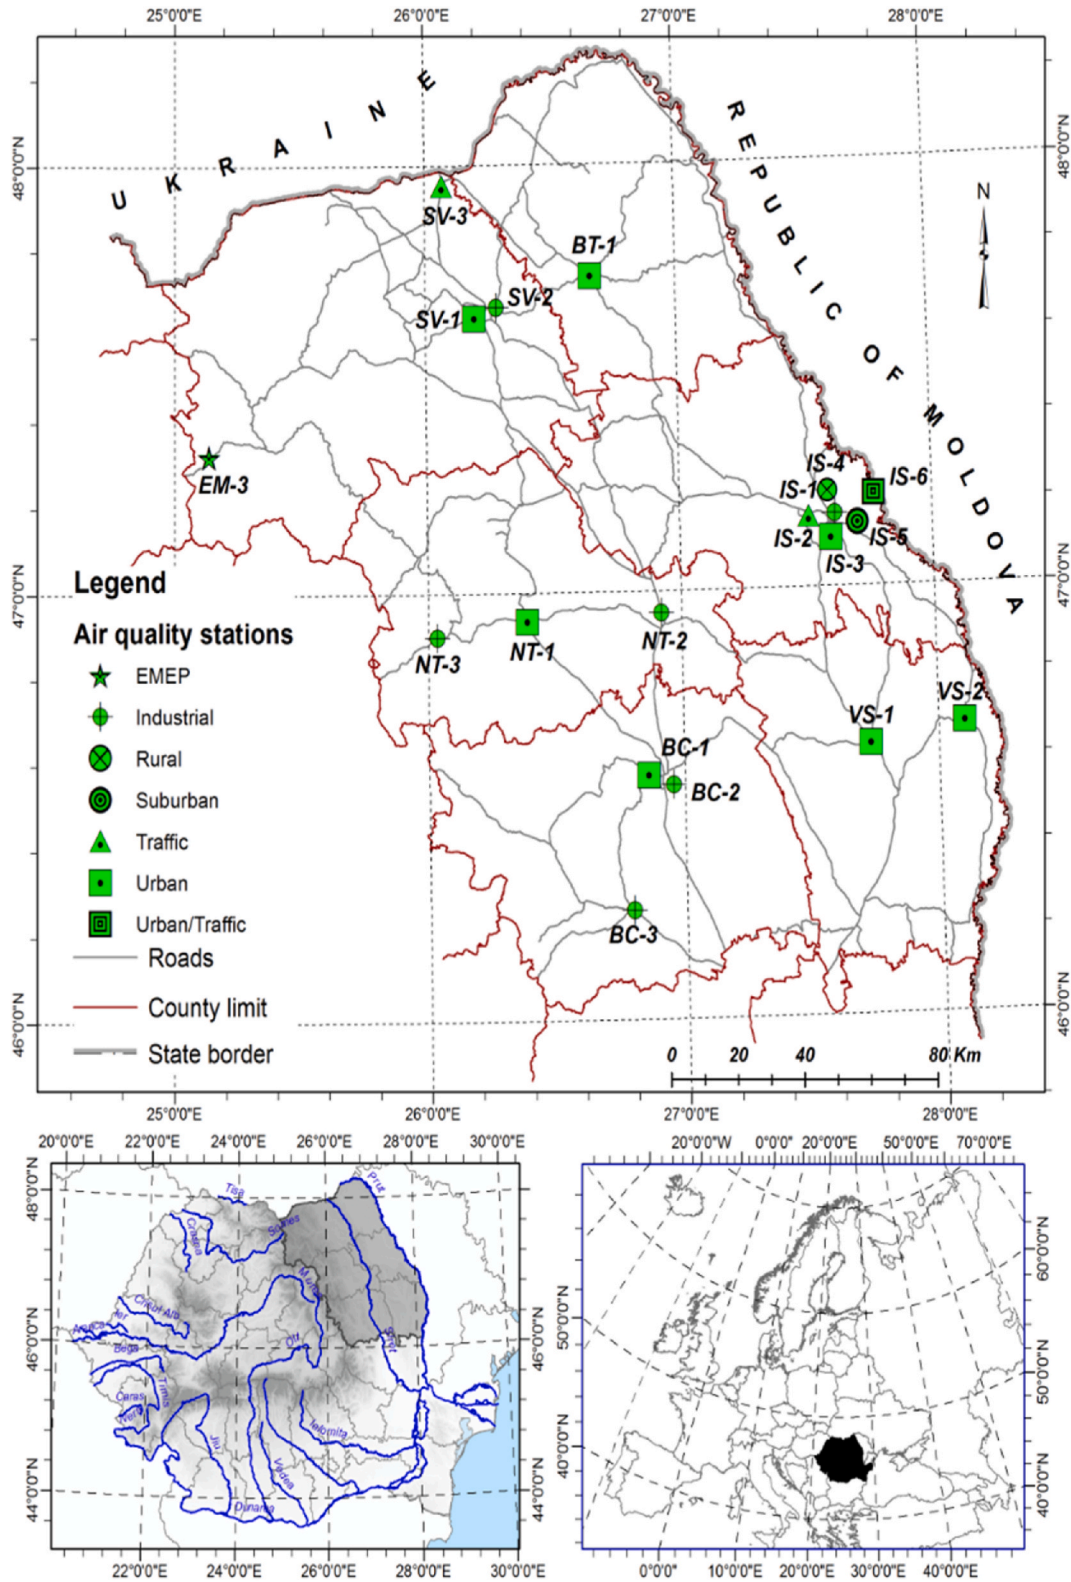 25°0'0"E 26°0'0"E 27°0'0"E 28°0'0"E
48°0'0"N
48°0'0"N
UKRAINE
REPUBLIC OF MOLDOVA
N
SV-3
BT-1
SV-2
SV-1
EM-3
IS-4
IS-6
IS-1
IS-2
IS-5
IS-3
47°0'0"N
47°0'0"N
NT-3
NT-1
NT-2
VS-2
VS-1
BC-1
BC-2
BC-3
Legend
Air quality stations
EMEP
Industrial
Rural
Suburban
Traffic
Urban
Urban/Traffic
Roads
County limit
State border
46°0'0"N
46°0'0"N
0 20 40 80 Km
25°0'0"E 26°0'0"E 27°0'0"E 28°0'0"E
20°0'0"E 22°0'0"E 24°0'0"E 26°0'0"E 28°0'0"E 30°0'0"E
48°0'0"N
48°0'0"N
46°0'0"N
46°0'0"N
44°0'0"N
44°0'0"N
Tisa
Prut
Somes
Crasna
Mures
Crisul Alb
Ier
Aranca
Bega
Olt
Siret
Timis
Caras
Nera
Jiu
Ialomita
Vedea
Dunarea
22°0'0"E 24°0'0"E 26°0'0"E 28°0'0"E 30°0'0"E
20°0'0"W 0°0'0" 20°0'0"E 50°0'0"E 70°0'0"E
60°0'0"N
50°0'0"N
50°0'0"N
40°0'0"N
40°0'0"N
0°0'0" 10°0'0"E 20°0'0"E 30°0'0"E